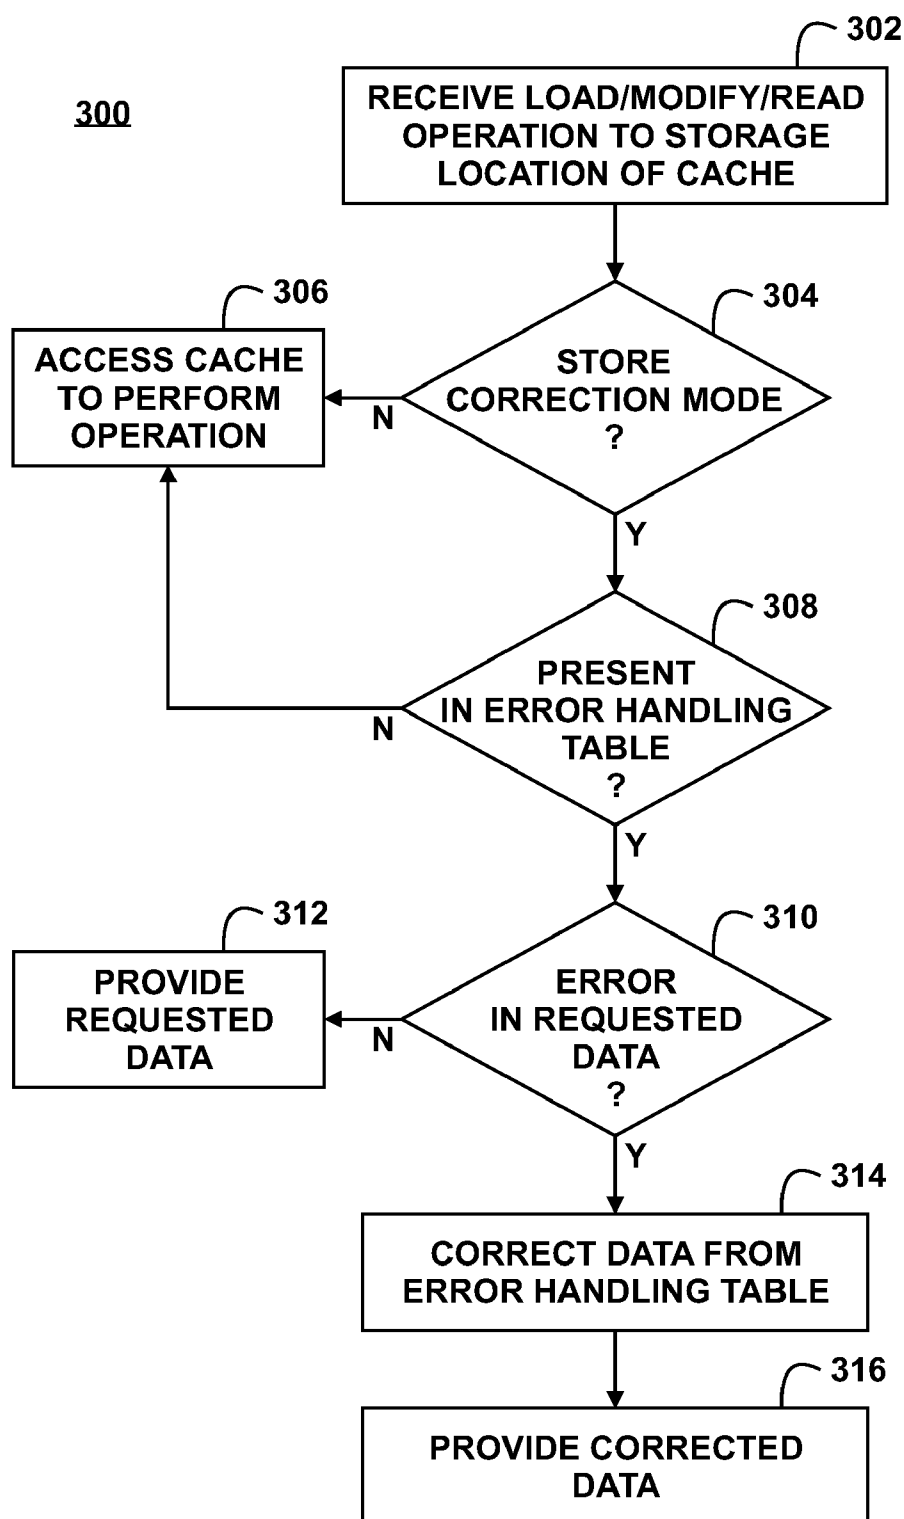 302
300
RECEIVE LOAD/MODIFY/READ
OPERATION TO STORAGE
LOCATION OF CACHE
306
304
ACCESS CACHE
TO PERFORM
OPERATION
STORE
CORRECTION MODE
?
N
Y
308
PRESENT
IN ERROR HANDLING
TABLE
?
N
Y
312
310
PROVIDE
REQUESTED
DATA
ERROR
IN REQUESTED
DATA
?
N
Y
314
CORRECT DATA FROM
ERROR HANDLING TABLE
316
PROVIDE CORRECTED
DATA